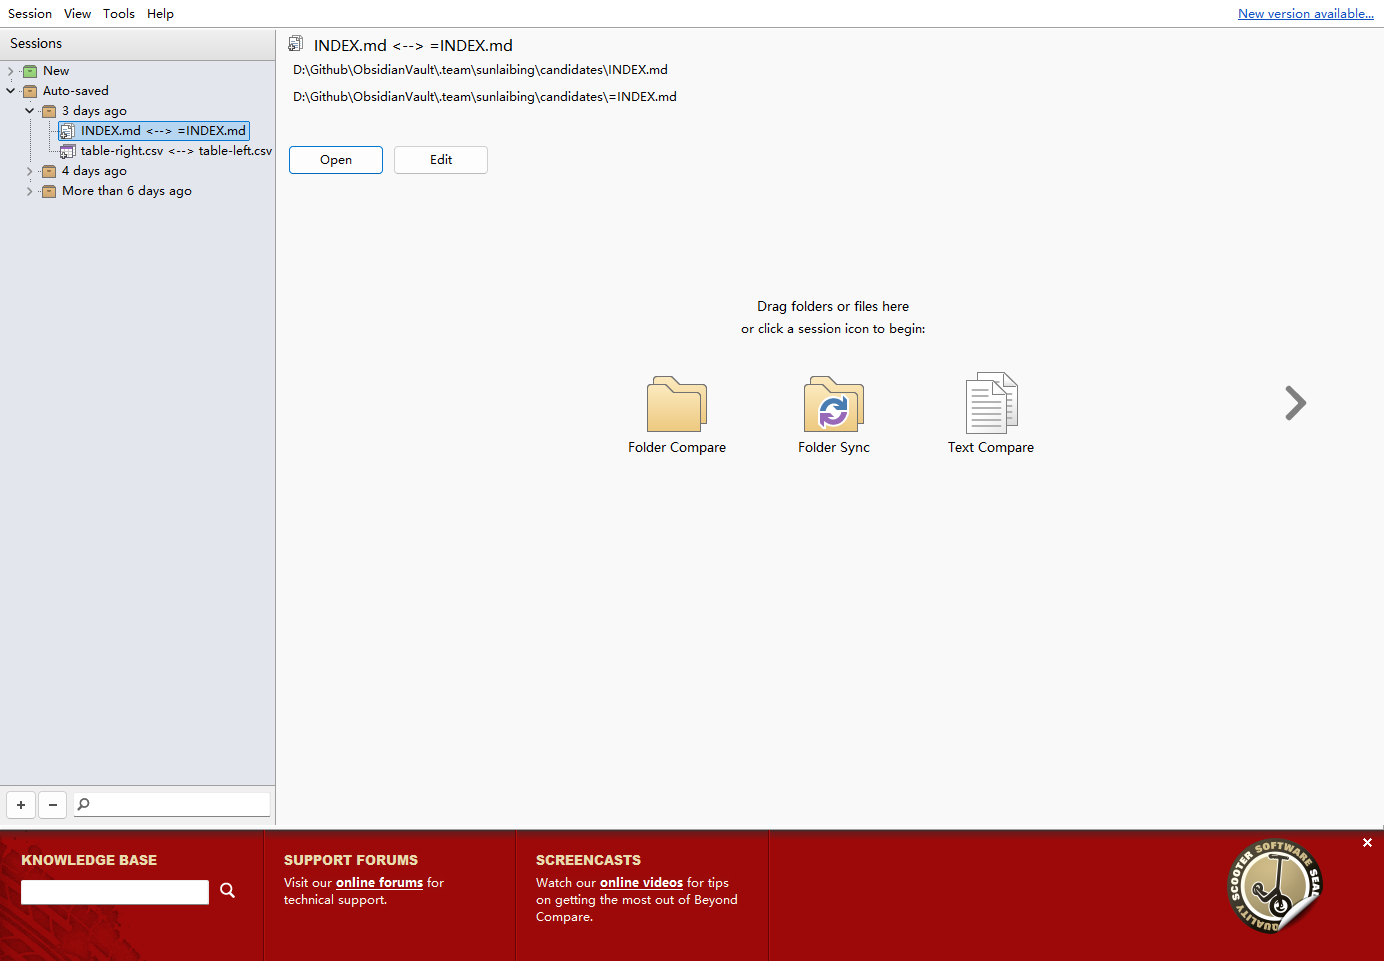 Session View Tools Help
New version available...
Sessions
New
Auto-saved
3 days ago
INDEX.md <--> =INDEX.md
table-right.csv <--> table-left.csv
4 days ago
More than 6 days ago
INDEX.md <--> =INDEX.md
D:\Github\ObsidianVault\.team\sunlaibing\candidates\INDEX.md
D:\Github\ObsidianVault\.team\sunlaibing\candidates\=INDEX.md
Open Edit
Drag folders or files here
or click a session icon to begin:
Folder Compare Folder Sync Text Compare
KNOWLEDGE BASE
SUPPORT FORUMS
Visit our online forums for
technical support.
SCREENCASTS
Watch our online videos for tips
on getting the most out of Beyond
Compare.
SCOOTER SOFTWARE SEAL
QUALITY